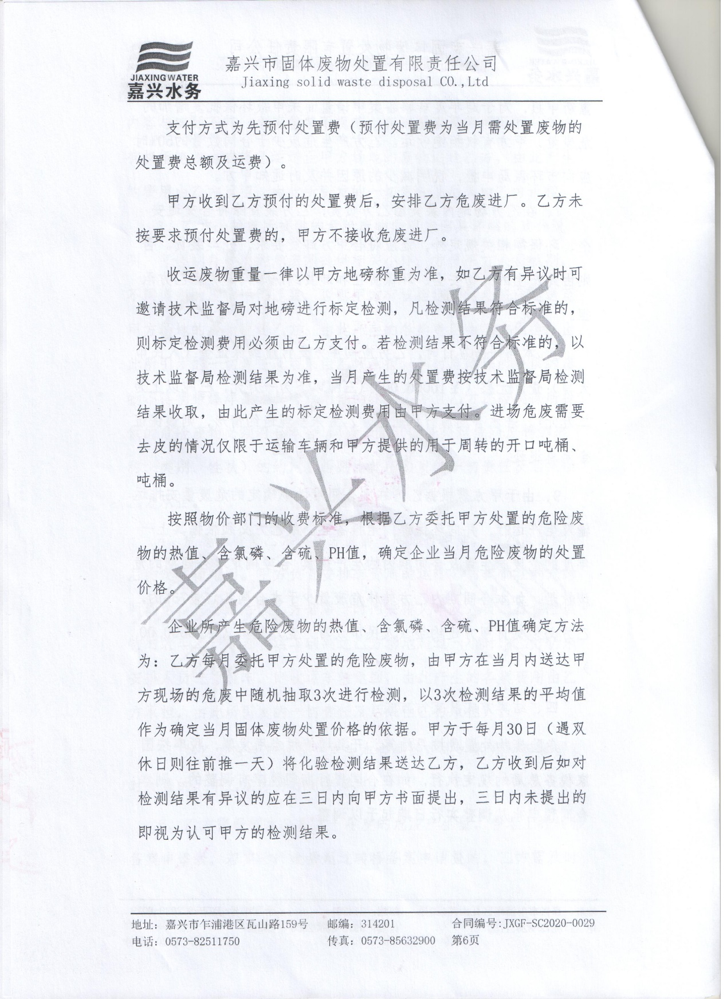 JIAXING WATER
嘉兴水务
嘉兴市固体废物处置有限责任公司
Jiaxing solid waste disposal CO.,Ltd
支付方式为先预付处置费（预付处置费为当月需处置废物的
处置费总额及运费）。
甲方收到乙方预付的处置费后，安排乙方危废进厂。乙方未
按要求预付处置费的，甲方不接收危废进厂。
收运废物重量一律以甲方地磅称重为准，如乙方有异议时可
邀请技术监督局对地磅进行标定检测，凡检测结果符合标准的，
则标定检测费用必须由乙方支付。若检测结果不符合标准的，以
技术监督局检测结果为准，当月产生的处置费按技术监督局检测
结果收取，由此产生的标定检测费用由甲方支付。进场危废需要
去皮的情况仅限于运输车辆和甲方提供的用于周转的开口吨桶、
吨桶。
按照物价部门的收费标准，根据乙方委托甲方处置的危险废
物的热值、含氯磷、含硫、PH值，确定企业当月危险废物的处置
价格。
企业所产生危险废物的热值、含氯磷、含硫、PH值确定方法
为：乙方每月委托甲方处置的危险废物，由甲方在当月内送达甲
方现场的危废中随机抽取3次进行检测，以3次检测结果的平均值
作为确定当月固体废物处置价格的依据。甲方于每月30日（遇双
休日则往前推一天）将化验检测结果送达乙方，乙方收到后如对
检测结果有异议的应在三日内向甲方书面提出，三日内未提出的
即视为认可甲方的检测结果。
嘉兴水务
地址：嘉兴市乍浦港区瓦山路159号 邮编：314201 合同编号:JXGF-SC2020-0029
电话：0573-82511750 传真：0573-85632900 第6页